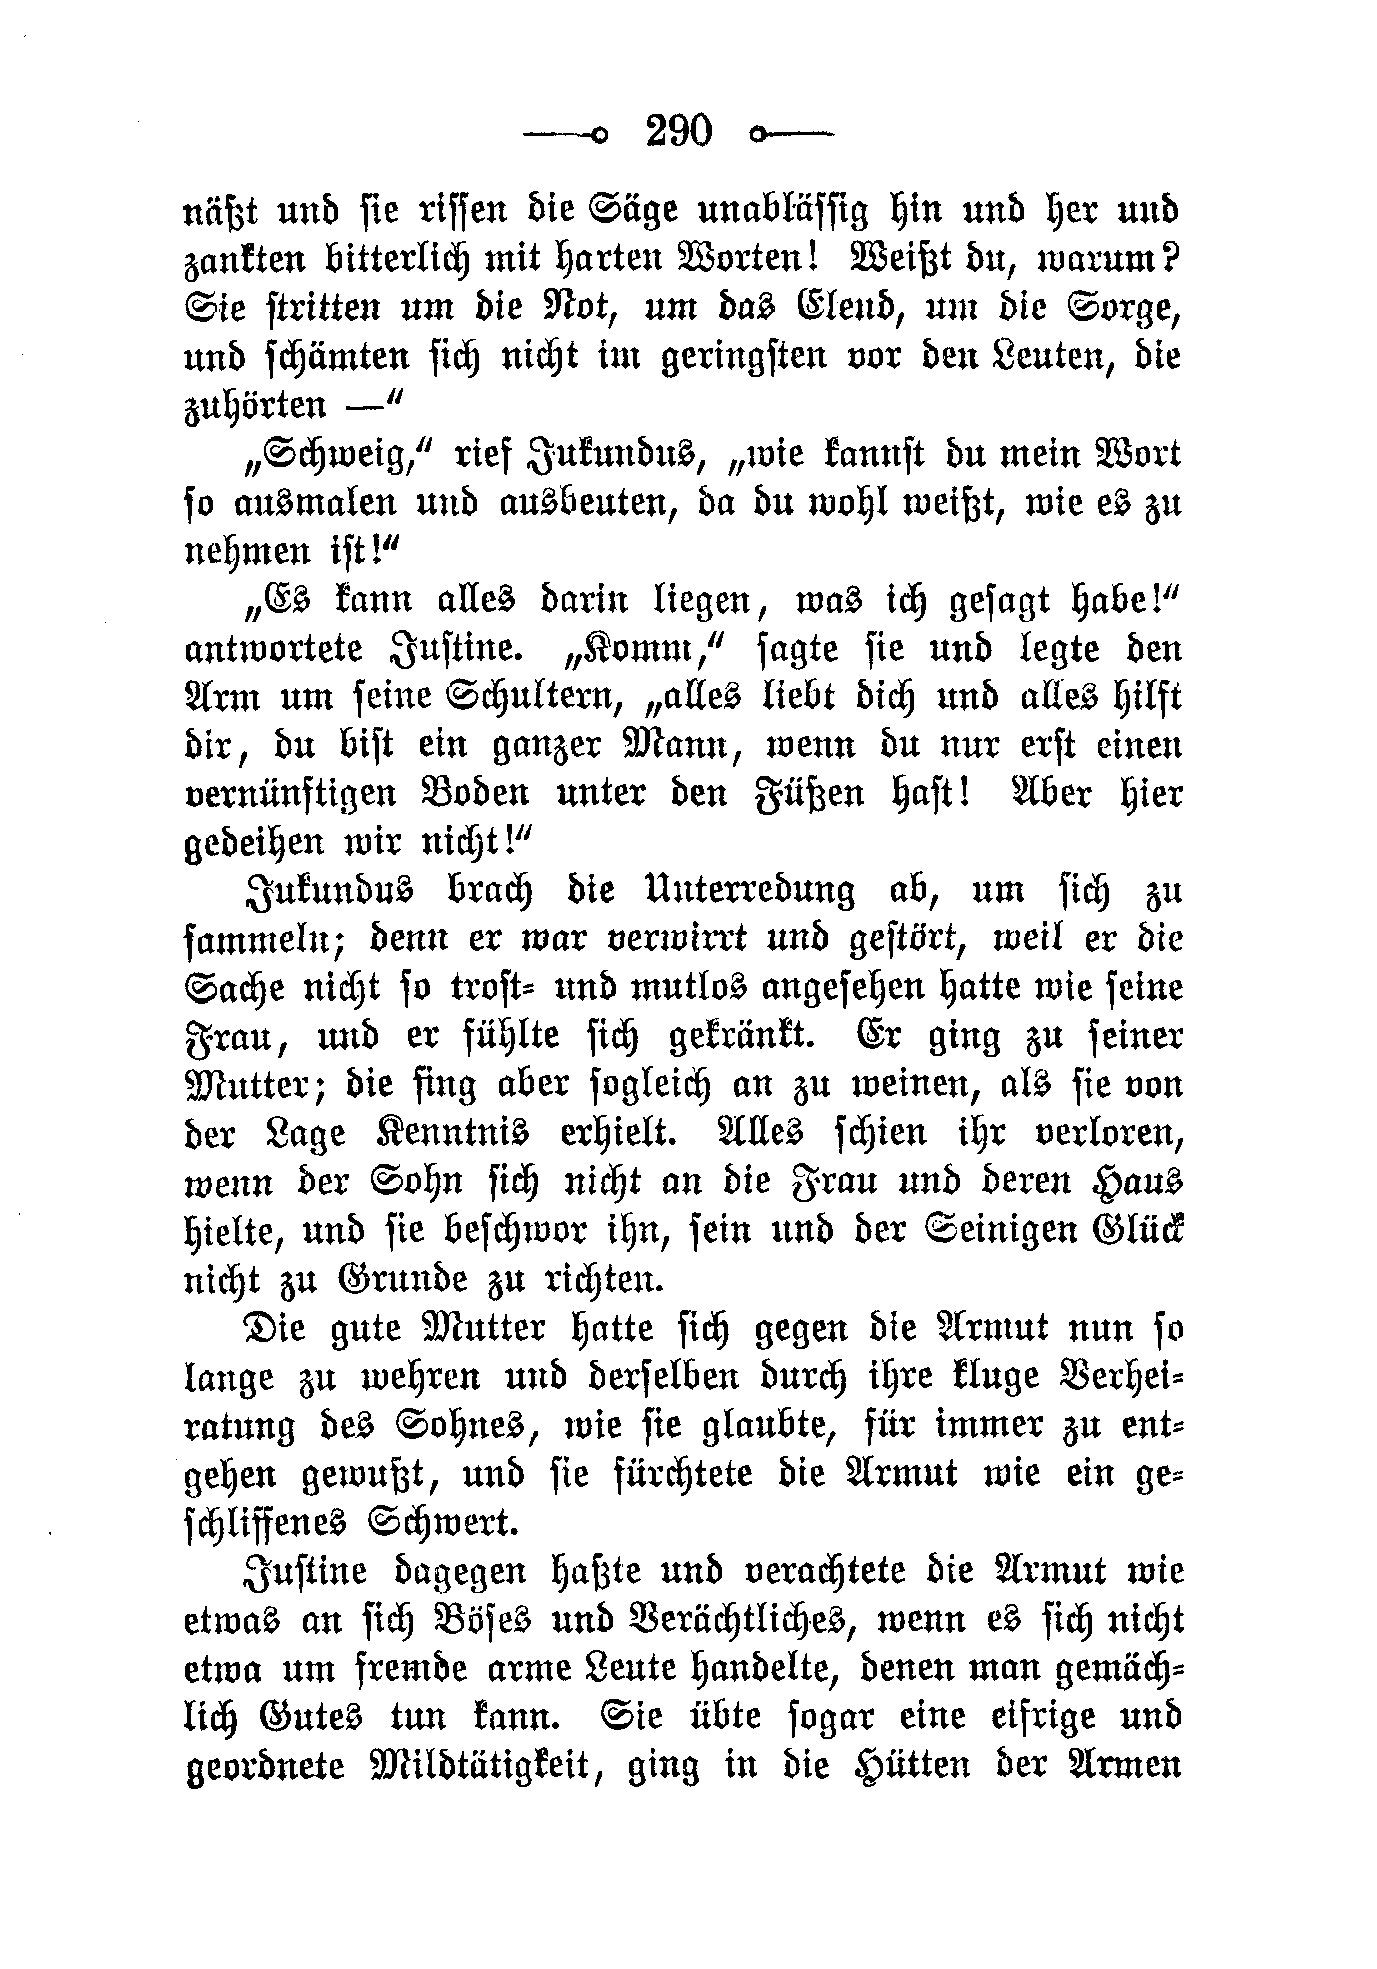 290
näßt und sie rissen die Säge unablässig hin und her und
zankten bitterlich mit harten Worten! Weißt du, warum?
Sie stritten um die Not, um das Elend, um die Sorge,
und schämten sich nicht im geringsten vor den Leuten, die
zuhörten —“
„Schweig,“ rief Jukundus, „wie kannst du mein Wort
so ausmalen und ausbeuten, da du wohl weißt, wie es zu
nehmen ist!“
„Es kann alles darin liegen, was ich gesagt habe!“
antwortete Justine. „Komm,“ sagte sie und legte den
Arm um seine Schultern, „alles liebt dich und alles hilft
dir, du bist ein ganzer Mann, wenn du nur erst einen
vernünftigen Boden unter den Füßen hast! Aber hier
gedeihen wir nicht!“
Jukundus brach die Unterredung ab, um sich zu
sammeln; denn er war verwirrt und gestört, weil er die
Sache nicht so trost- und mutlos angesehen hatte wie seine
Frau, und er fühlte sich gekränkt. Er ging zu seiner
Mutter; die fing aber sogleich an zu weinen, als sie von
der Lage Kenntnis erhielt. Alles schien ihr verloren,
wenn der Sohn sich nicht an die Frau und deren Haus
hielte, und sie beschwor ihn, sein und der Seinigen Glück
nicht zu Grunde zu richten.
Die gute Mutter hatte sich gegen die Armut nun so
lange zu wehren und derselben durch ihre kluge Verhei-
ratung des Sohnes, wie sie glaubte, für immer zu ent-
gehen gewußt, und sie fürchtete die Armut wie ein ge-
schliffenes Schwert.
Justine dagegen haßte und verachtete die Armut wie
etwas an sich Böses und Verächtliches, wenn es sich nicht
etwa um fremde arme Leute handelte, denen man gemäch-
lich Gutes tun kann. Sie übte sogar eine eifrige und
geordnete Mildtätigkeit, ging in die Hütten der Armen